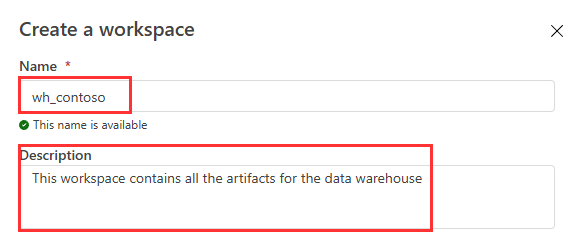 Create a workspace
Name *
wh_contoso
This name is available
Description
This workspace contains all the artifacts for the data warehouse